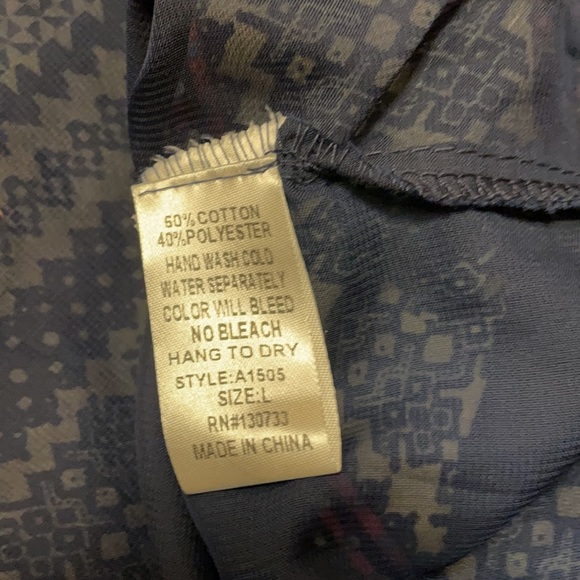 60%COTTON
40%POLYESTER
HAND WASH COLD
WATER SEPARATELY
COLOR WILL BLEED
NO BLEACH
HANG TO DRY
STYLE:A1505
SIZE:L
RN#130733
MADE IN CHINA